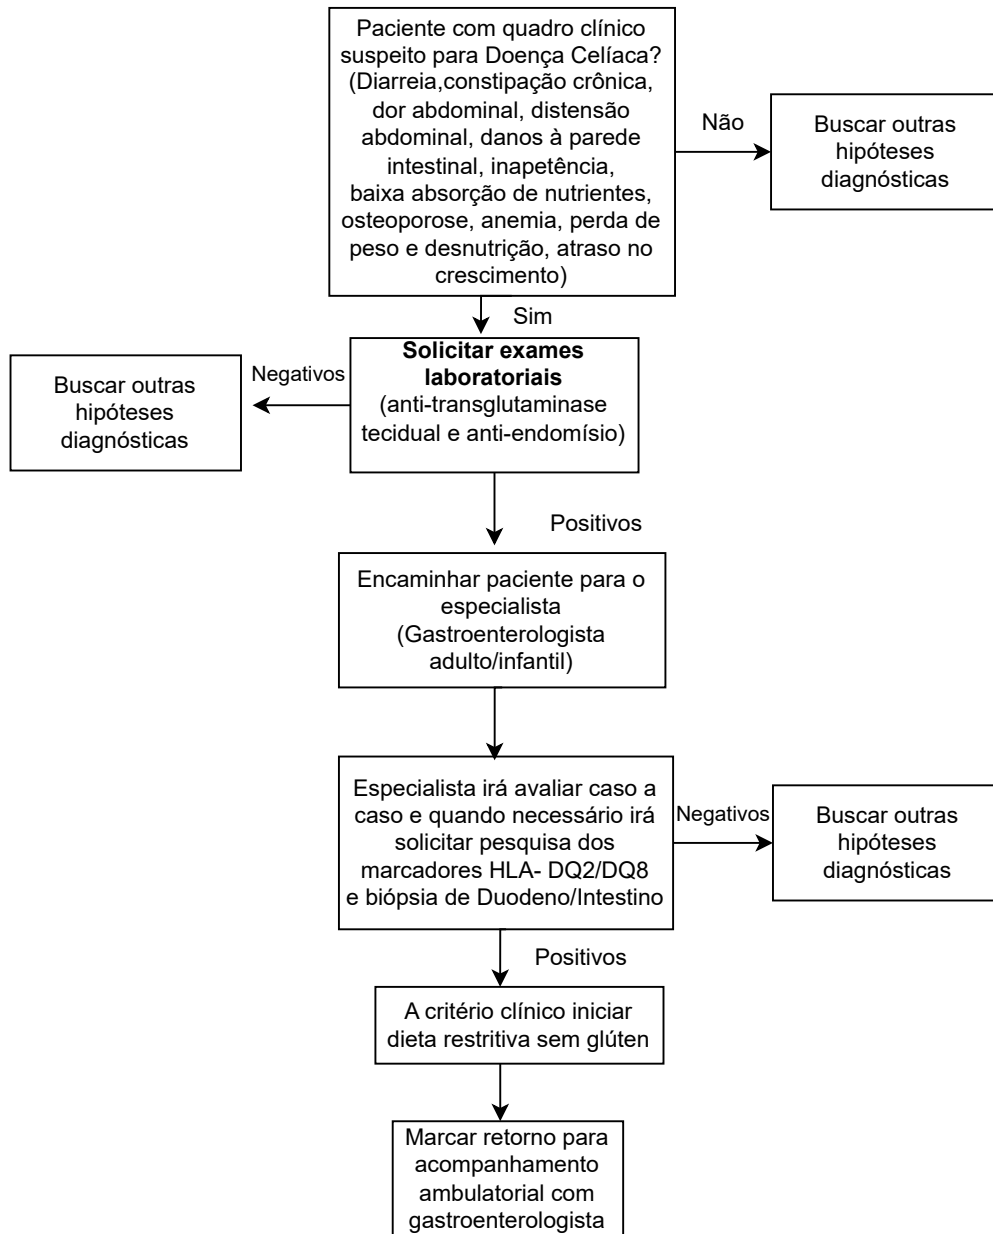 Paciente com quadro clínico
suspeito para Doença Celíaca?
(Diarreia,constipação crônica,
dor abdominal, distensão
abdominal, danos à parede
intestinal, inapetência,
baixa absorção de nutrientes,
osteoporose, anemia, perda de
peso e desnutrição, atraso no
crescimento)
Não
Buscar outras
hipóteses
diagnósticas
Sim
Solicitar exames
laboratoriais
(anti-transglutaminase
tecidual e anti-endomísio)
Negativos
Buscar outras
hipóteses
diagnósticas
Positivos
Encaminhar paciente para o
especialista
(Gastroenterologista
adulto/infantil)
Especialista irá avaliar caso a
caso e quando necessário irá
solicitar pesquisa dos
marcadores HLA- DQ2/DQ8
e biópsia de Duodeno/Intestino
Negativos
Buscar outras
hipóteses
diagnósticas
Positivos
A critério clínico iniciar
dieta restritiva sem glúten
Marcar retorno para
acompanhamento
ambulatorial com
gastroenterologista